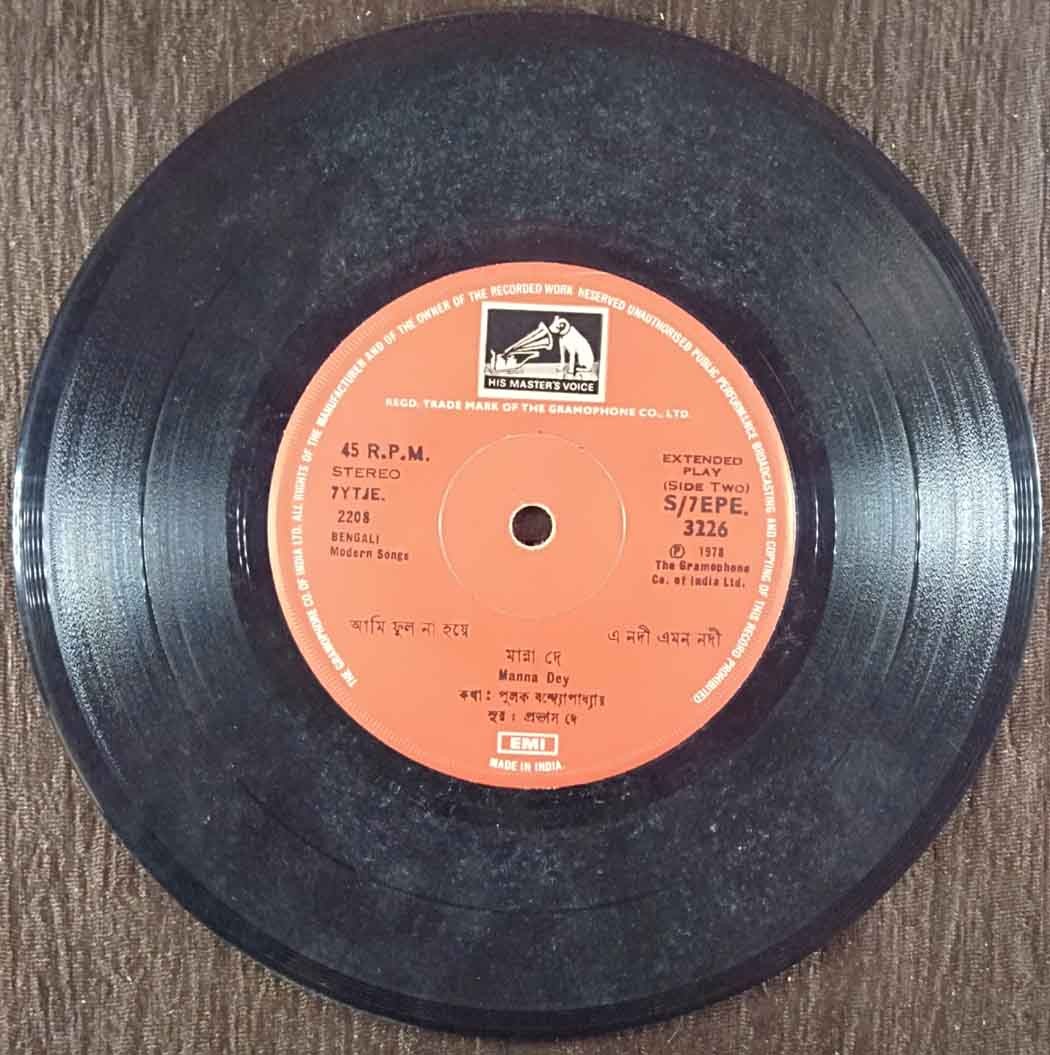 THE GRAMOPHONE CO. OF INDIA LTD. ALL RIGHTS OF THE MANUFACTURER AND OF THE OWNER OF THE RECORDED WORK RESERVED UNAUTHORISED PUBLIC PERFORMANCE BROADCASTING AND COPYING OF THIS RECORD PROHIBITED
HIS MASTER'S VOICE
REGD. TRADE MARK OF THE GRAMOPHONE CO., LTD.
45 R.P.M.
STEREO
7YTJE.
2208
BENGALI
Modern Songs
EXTENDED
PLAY
(SIDE TWO)
S/7EPE.
3226
Ⓟ 1978
The Gramophone
Co. of India Ltd.
আমি ফুল না হয়ে
এ নদী এমন নদী
মান্না দে
Manna Dey
কথা : পুলক বন্দ্যোপাধ্যায়
সুর : প্রভাস দে
EMI
MADE IN INDIA.